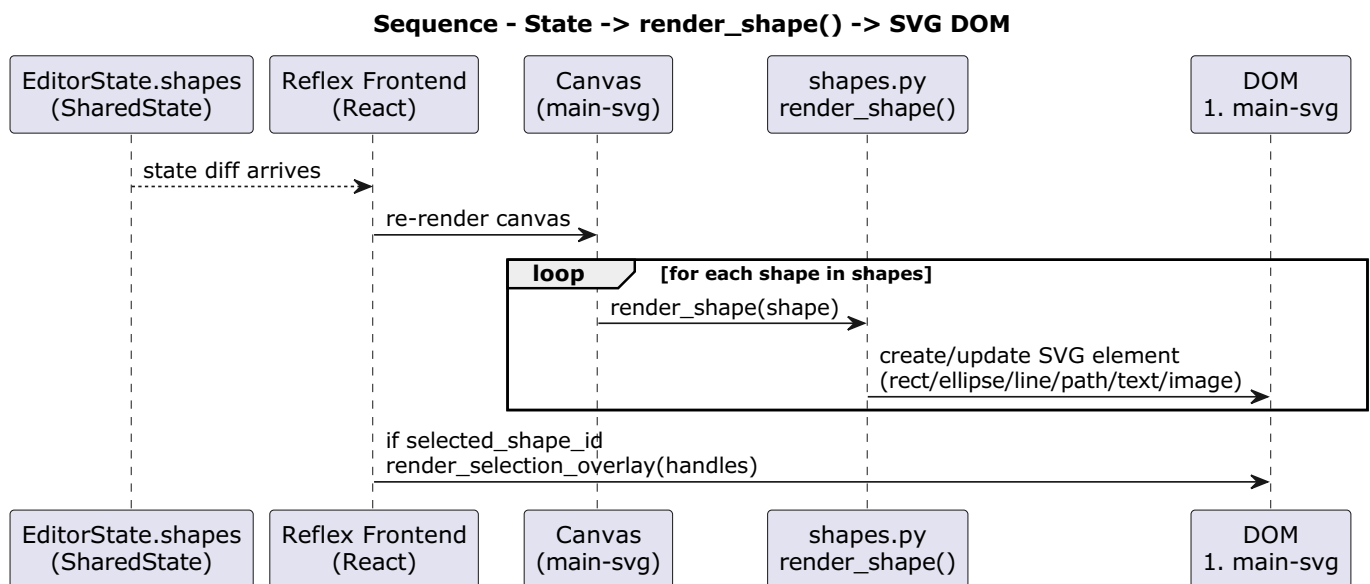 Sequence - State -> render_shape() -> SVG DOM
EditorState.shapes
(SharedState)
Reflex Frontend
(React)
Canvas
(main-svg)
shapes.py
render_shape()
DOM
1. main-svg
state diff arrives
re-render canvas
loop
[for each shape in shapes]
render_shape(shape)
create/update SVG element
(rect/ellipse/line/path/text/image)
if selected_shape_id
render_selection_overlay(handles)
EditorState.shapes
(SharedState)
Reflex Frontend
(React)
Canvas
(main-svg)
shapes.py
render_shape()
DOM
1. main-svg